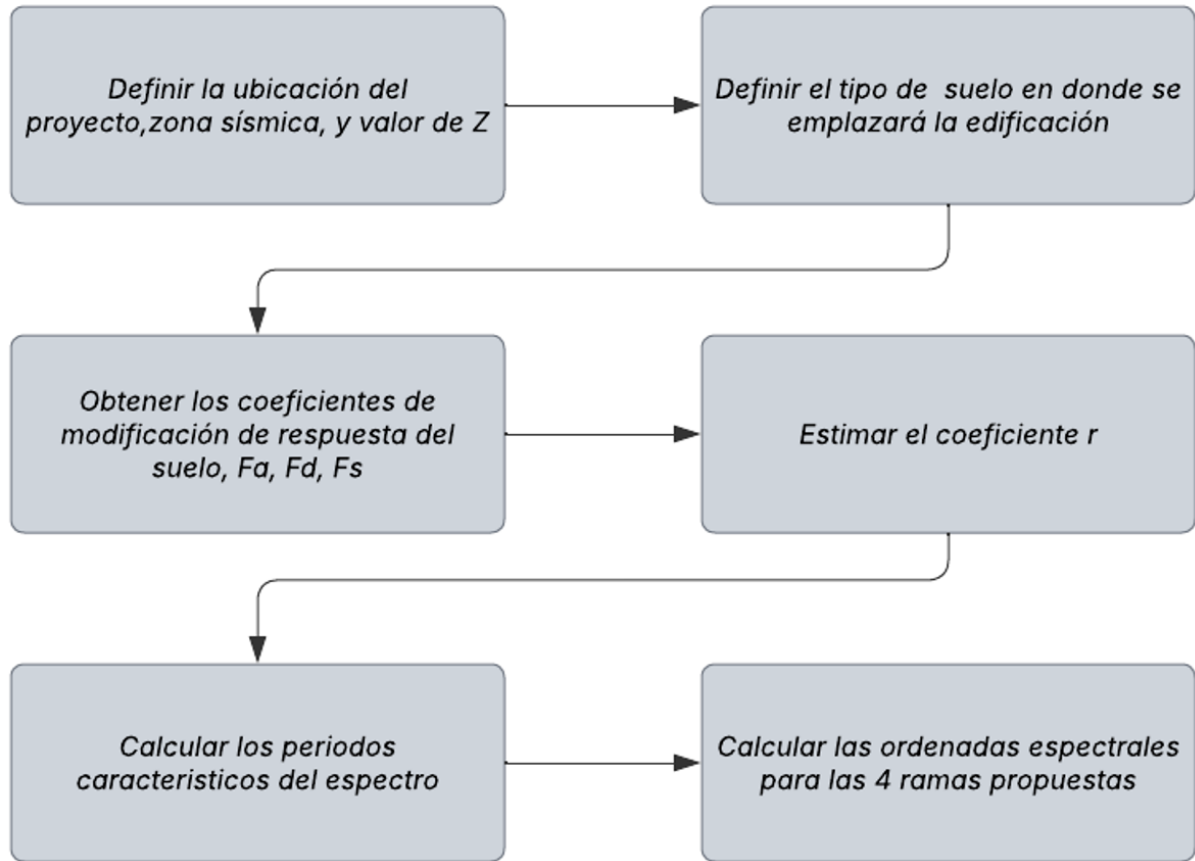 Definir la ubicación del
proyecto,zona sísmica, y valor de Z
Definir el tipo de  suelo en donde se
emplazará la edificación
Obtener los coeficientes de
modificación de respuesta del
suelo, Fa, Fd, Fs
Estimar el coeficiente r
Calcular los periodos
caracteristicos del espectro
Calcular las ordenadas espectrales
para las 4 ramas propuestas